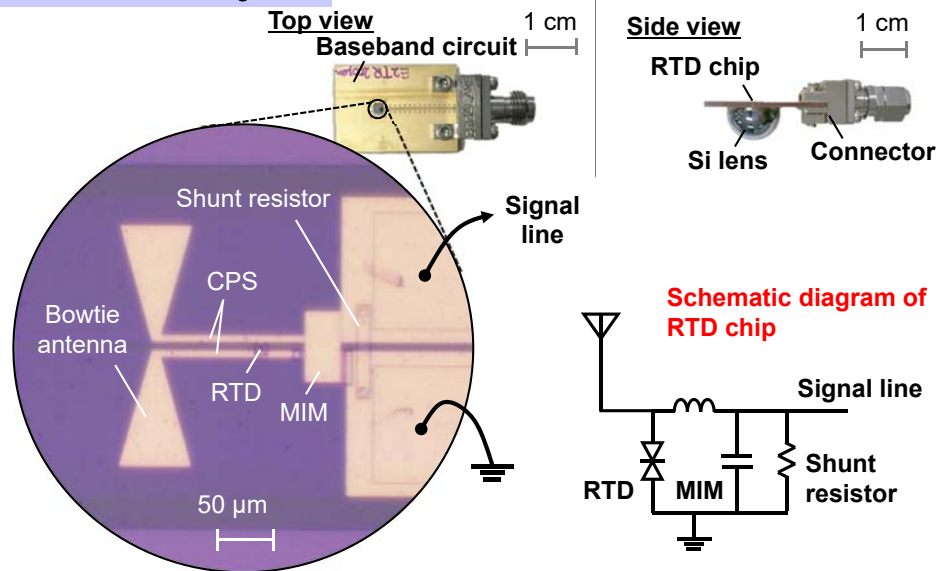 Top view
Baseband circuit
1 cm
Side view
1 cm
RTD chip
Si lens
Connector
Shunt resistor
Signal
line
CPS
Bowtie
antenna
RTD
MIM
50 μm
Schematic diagram of
RTD chip
Signal line
RTD
MIM
Shunt
resistor